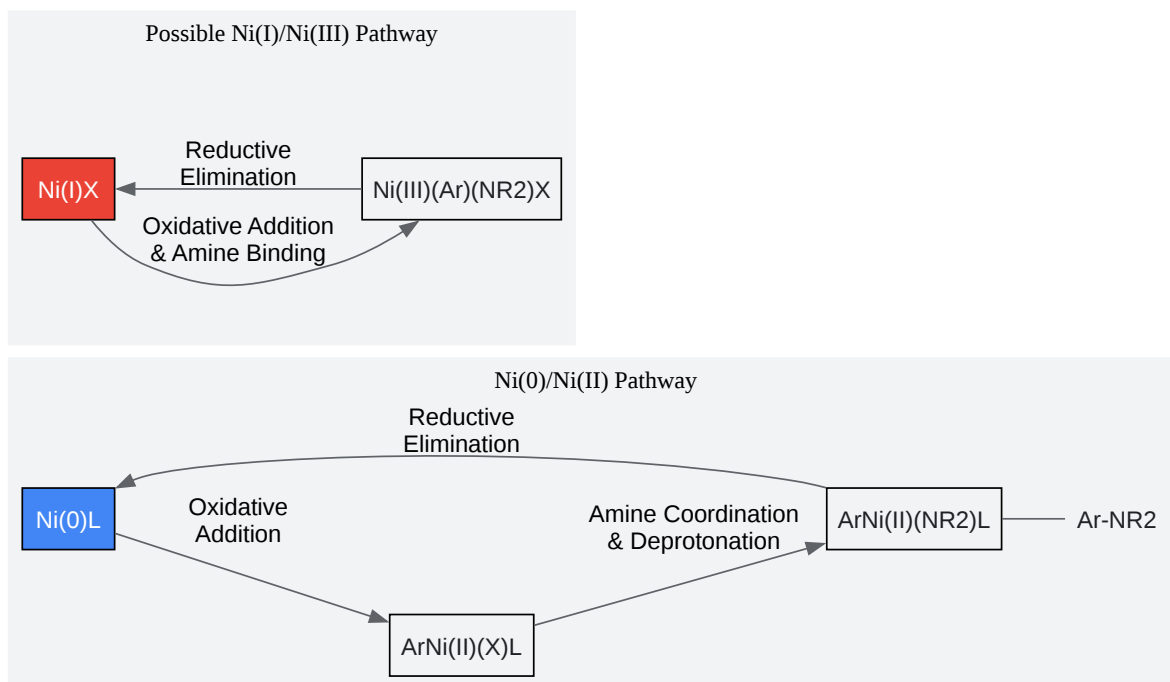 Possible Ni(I)/Ni(III) Pathway
Reductive
Elimination
Ni(I)X
Ni(III)(Ar)(NR2)X
Oxidative Addition
& Amine Binding
Ni(0)/Ni(II) Pathway
Reductive
Elimination
Ni(0)L
Oxidative
Addition
Amine Coordination
& Deprotonation
ArNi(II)(NR2)L
Ar-NR2
ArNi(II)(X)L